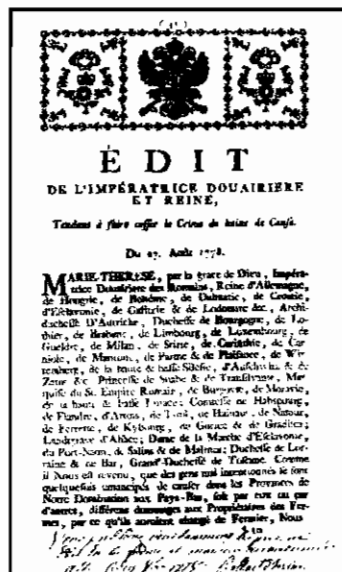 ÉDIT
DE L'IMPÉRATRICE DOUAIRIERE
ET REINE,
Tendant à faire cesser le Crime de haine de Cense.
Du 27. Août 1778.
MARIE-THERESE, par la grace de Dieu, Impéra-
trice Douairiere des Romains, Reine d'Allemagne,
de Hongrie, de Bohême, de Dalmatie, de Croatie,
d'Esclavonie, de Gallicie & de Lodomerie &c, Archi-
duchesse D'Autriche, Duchesse de Bourgogne, de Lo-
thier, de Brabant, de Limbourg, de Luxembourg, de
Gueldre, de Milan, de Stirie, de Carinthie, de Car-
niole, de Mantoue, de Parme & de Plaisance, de Wir-
temberg, de la haute & basse Silésie, d'Auschwitz & de
Zator &c. Princesse de Suabe & de Transilvanie, Mar-
quise du St. Empire Romain, de Burgovie, de Moravie,
de la haute & basse Lusace; Comtesse de Habspourg,
de Flandre, d'Artois, de Tirol, de Hainau, de Namur,
de Ferrette, de Kybourg, de Gorice & de Gradisca;
Landgrave d'Alsace; Dame de la Marche d'Esclavonie,
du Port-Naon, de Salins & de Malines; Duchesse de Lor-
raine & de Bar, Grand'-Duchesse de Toscane. Comme
il Nous est revenu, que des gens mal intentionnés se sont
quelquefois émancipés de causer dans les Provinces de
Notre Domination aux Pays-Bas, soit par eux ou par
d'autres, différens dommages aux Propriétaires des Fer-
mes, par ce qu'ils auroient changé de Fermier, Nous